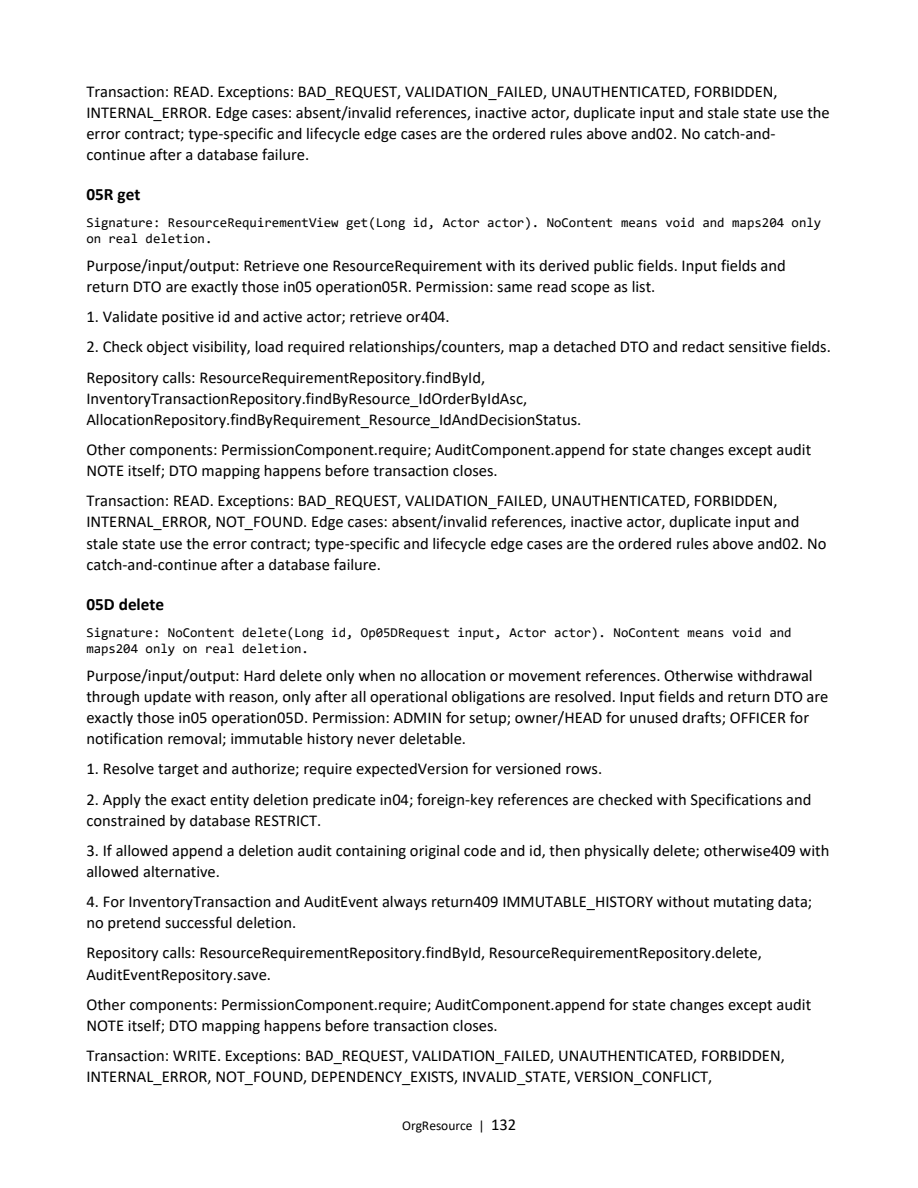 Transaction: READ. Exceptions: BAD_REQUEST, VALIDATION_FAILED, UNAUTHENTICATED, FORBIDDEN,
INTERNAL_ERROR. Edge cases: absent/invalid references, inactive actor, duplicate input and stale state use the
error contract; type-specific and lifecycle edge cases are the ordered rules above and02. No catch-and-
continue after a database failure.
05R get
Signature: ResourceRequirementView get(Long id, Actor actor). NoContent means void and maps204 only
on real deletion.
Purpose/input/output: Retrieve one ResourceRequirement with its derived public fields. Input fields and
return DTO are exactly those in05 operation05R. Permission: same read scope as list.
1. Validate positive id and active actor; retrieve or404.
2. Check object visibility, load required relationships/counters, map a detached DTO and redact sensitive fields.
Repository calls: ResourceRequirementRepository.findById,
InventoryTransactionRepository.findByResource_IdOrderByIdAsc,
AllocationRepository.findByRequirement_Resource_IdAndDecisionStatus.
Other components: PermissionComponent.require; AuditComponent.append for state changes except audit
NOTE itself; DTO mapping happens before transaction closes.
Transaction: READ. Exceptions: BAD_REQUEST, VALIDATION_FAILED, UNAUTHENTICATED, FORBIDDEN,
INTERNAL_ERROR, NOT_FOUND. Edge cases: absent/invalid references, inactive actor, duplicate input and
stale state use the error contract; type-specific and lifecycle edge cases are the ordered rules above and02. No
catch-and-continue after a database failure.
05D delete
Signature: NoContent delete(Long id, Op05DRequest input, Actor actor). NoContent means void and
maps204 only on real deletion.
Purpose/input/output: Hard delete only when no allocation or movement references. Otherwise withdrawal
through update with reason, only after all operational obligations are resolved. Input fields and return DTO are
exactly those in05 operation05D. Permission: ADMIN for setup; owner/HEAD for unused drafts; OFFICER for
notification removal; immutable history never deletable.
1. Resolve target and authorize; require expectedVersion for versioned rows.
2. Apply the exact entity deletion predicate in04; foreign-key references are checked with Specifications and
constrained by database RESTRICT.
3. If allowed append a deletion audit containing original code and id, then physically delete; otherwise409 with
allowed alternative.
4. For InventoryTransaction and AuditEvent always return409 IMMUTABLE_HISTORY without mutating data;
no pretend successful deletion.
Repository calls: ResourceRequirementRepository.findById, ResourceRequirementRepository.delete,
AuditEventRepository.save.
Other components: PermissionComponent.require; AuditComponent.append for state changes except audit
NOTE itself; DTO mapping happens before transaction closes.
Transaction: WRITE. Exceptions: BAD_REQUEST, VALIDATION_FAILED, UNAUTHENTICATED, FORBIDDEN,
INTERNAL_ERROR, NOT_FOUND, DEPENDENCY_EXISTS, INVALID_STATE, VERSION_CONFLICT,
OrgResource | 132